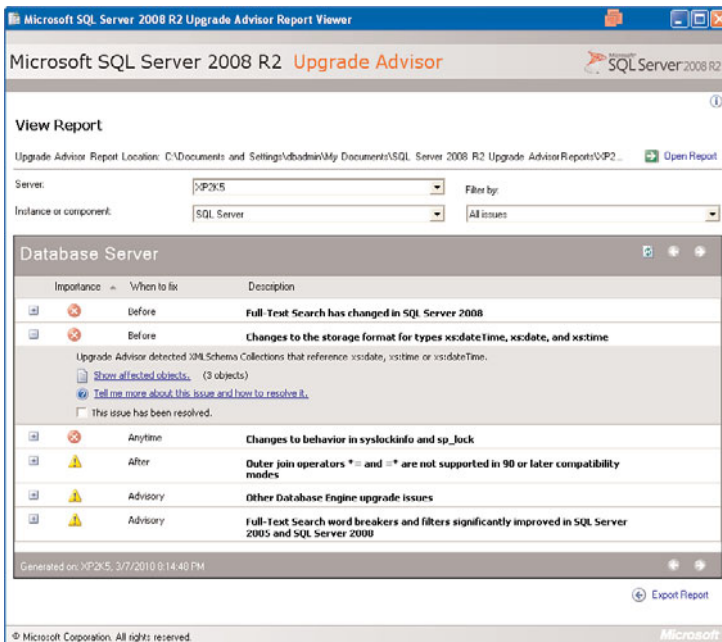 Microsoft SQL Server 2008 R2 Upgrade Advisor Report Viewer
Microsoft SQL Server 2008 R2 Upgrade Advisor
Microsoft SQL Server 2008 R2
View Report
Upgrade Advisor Report Location: C:\Documents and Settings\dbadmin\My Documents\SQL Server 2008 R2 Upgrade Advisor Reports\XP2...
Open Report
Server: XP2K5 Filter by:
Instance or component: SQL Server All issues
Database Server
Importance When to fix Description
Before Full-Text Search has changed in SQL Server 2008
Before Changes to the storage format for types xs:dateTime, xs:date, and xs:time
Upgrade Advisor detected XMLSchema Collections that reference xs:date, xs:time or xs:dateTime.
Show affected objects. (3 objects)
Tell me more about this issue and how to resolve it.
This issue has been resolved.
Anytime Changes to behavior in syslockinfo and sp_lock
After Outer join operators *= and =* are not supported in 90 or later compatibility
modes
Advisory Other Database Engine upgrade issues
Advisory Full-Text Search word breakers and filters significantly improved in SQL Server
2005 and SQL Server 2008
Generated on: XP2K5, 3/7/2010 8:14:48 PM
Export Report
© Microsoft Corporation. All rights reserved.
Microsoft